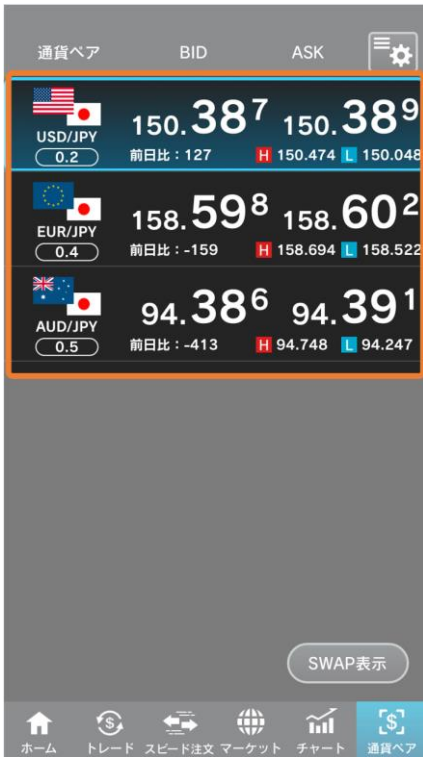 通貨ペア BID ASK
USD/JPY 150.387 150.389
0.2 前日比：127 H 150.474 L 150.048
EUR/JPY 158.598 158.602
0.4 前日比：-159 H 158.694 L 158.522
AUD/JPY 94.386 94.391
0.5 前日比：-413 H 94.748 L 94.247
SWAP表示
ホーム トレード スピード注文 マーケット チャート 通貨ペア